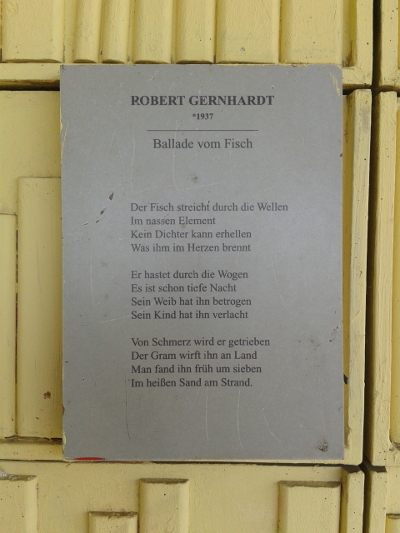 ROBERT GERNHARDT
*1937
Ballade vom Fisch
Der Fisch streicht durch die Wellen
Im nassen Element
Kein Dichter kann erhellen
Was ihm im Herzen brennt
Er hastet durch die Wogen
Es ist schon tiefe Nacht
Sein Weib hat ihn betrogen
Sein Kind hat ihn verlacht
Von Schmerz wird er getrieben
Der Gram wirft ihn an Land
Man fand ihn früh um sieben
Im heißen Sand am Strand.